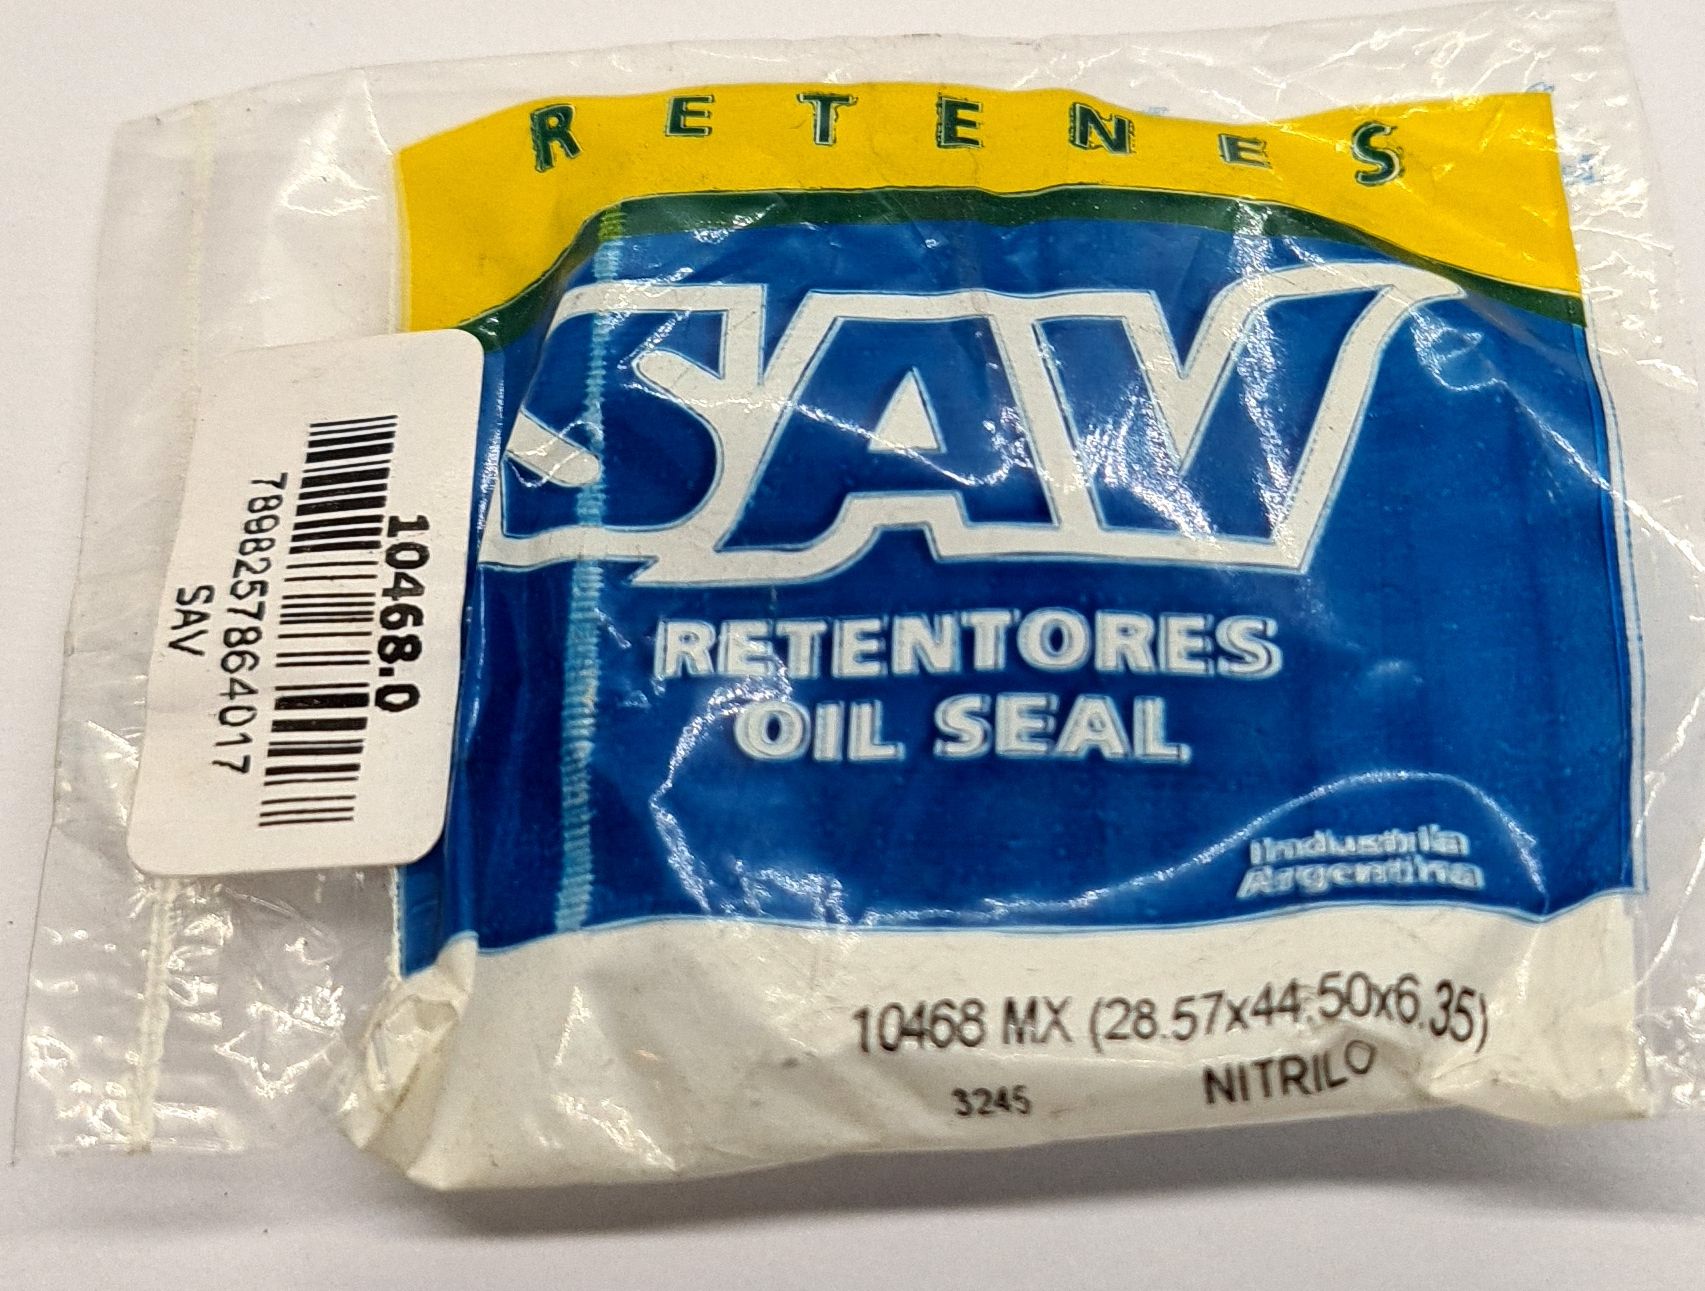 RETENES
SAV
RETENTORES
OIL SEAL
Industria
Argentina
10468 MX (28.57x44.50x6.35)
NITRILO
3245
10468.0
7898257864017
SAV